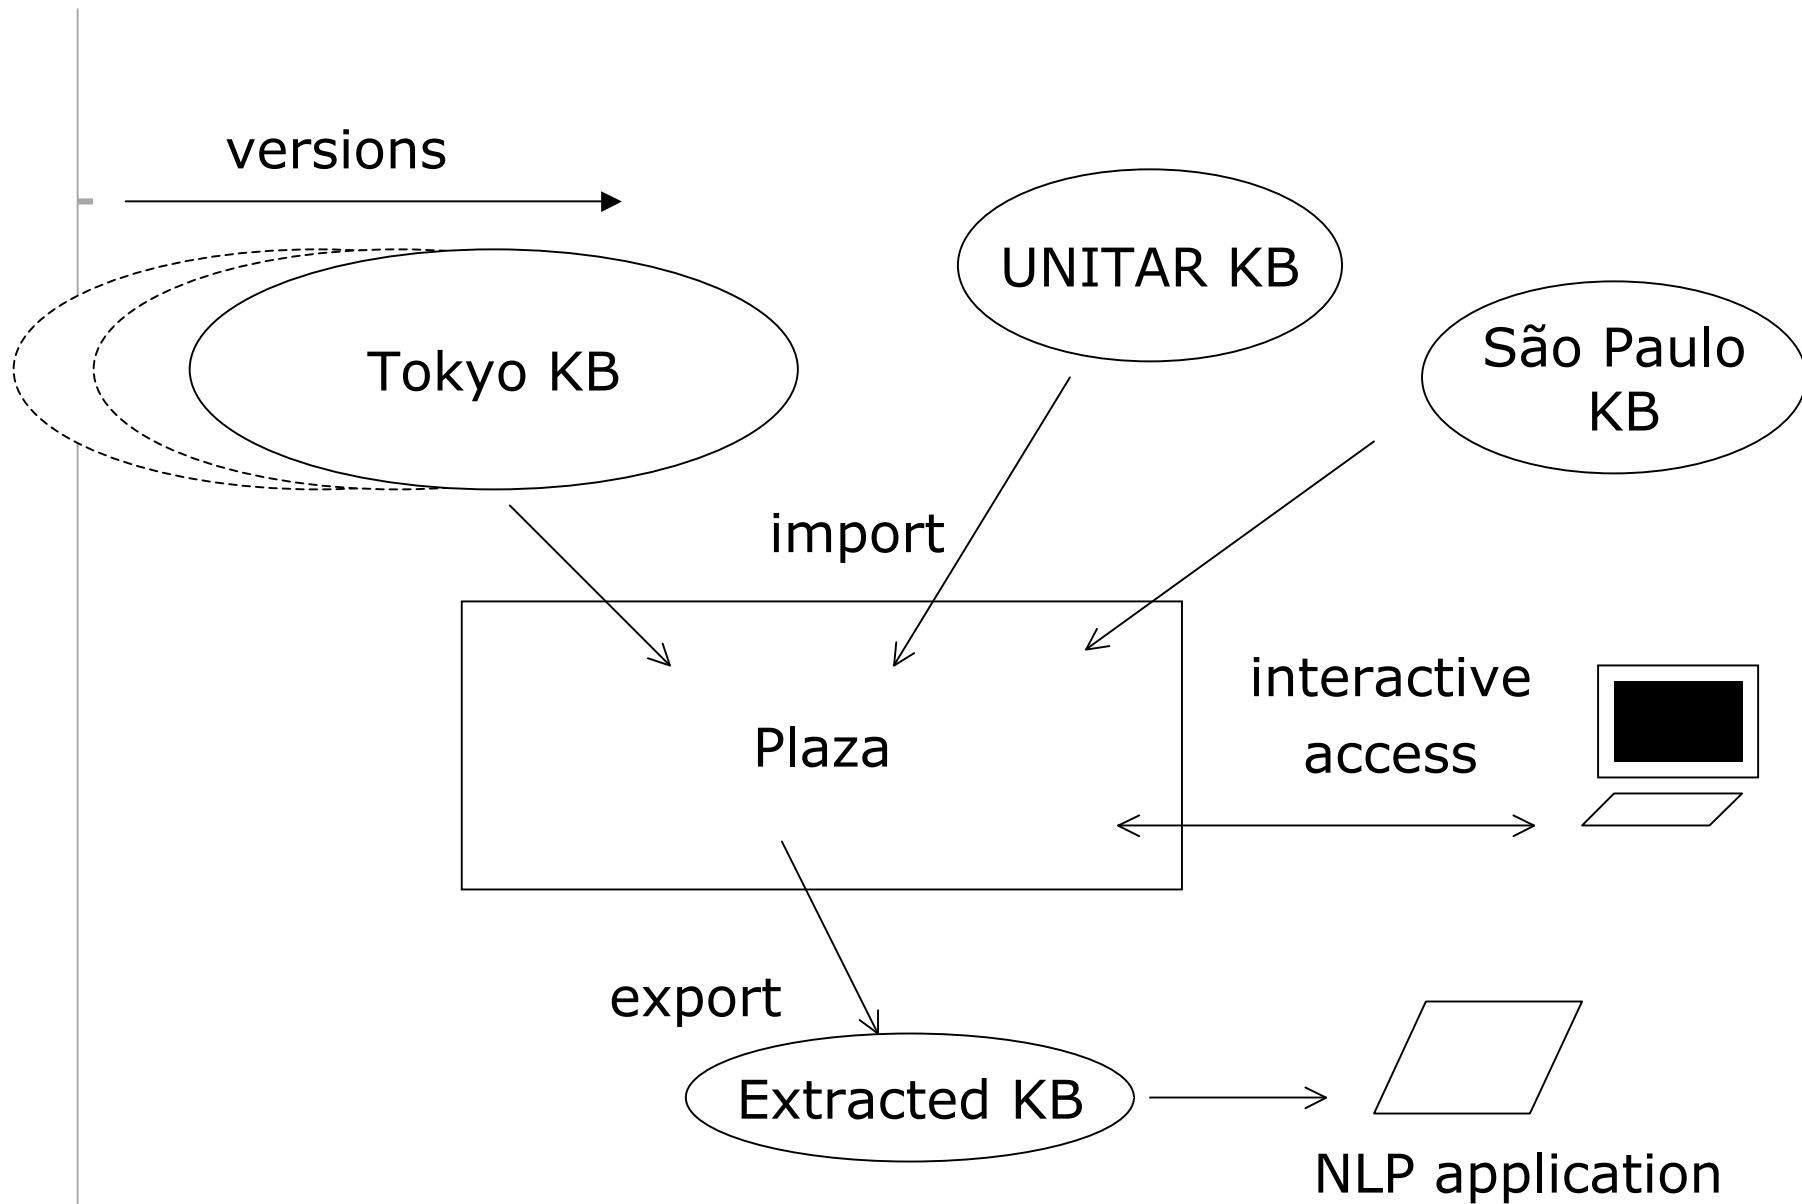 versions
UNITAR KB
São Paulo
KB
Tokyo KB
import
interactive
access
Plaza
export
Extracted KB
NLP application